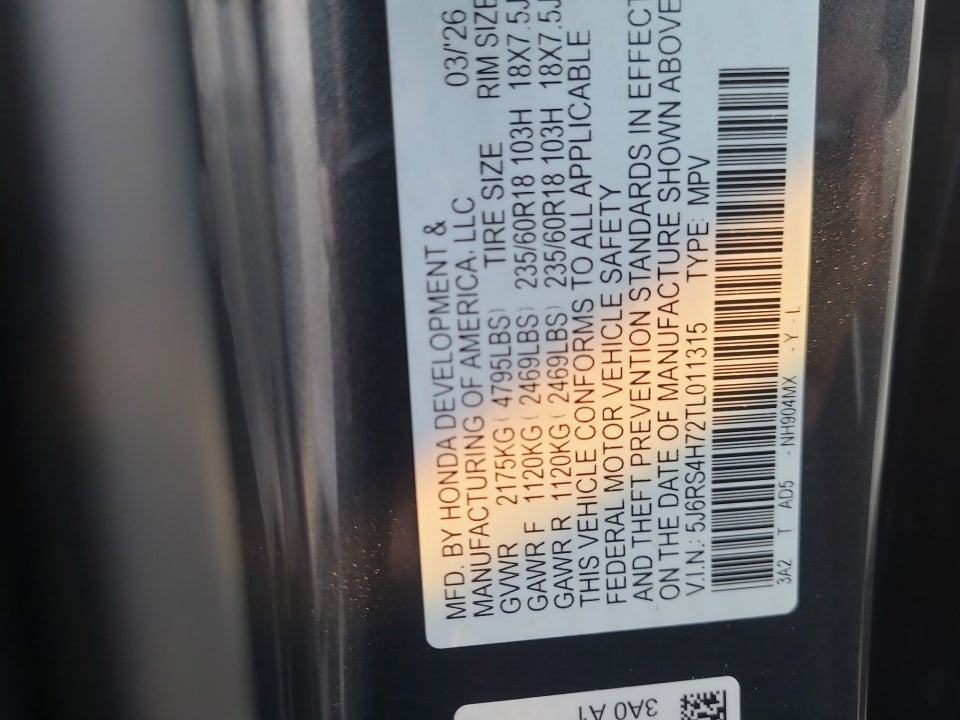 MFD. BY HONDA DEVELOPMENT &
MANUFACTURING OF AMERICA, LLC 03/'26
GVWR 2175KG ( 4795LBS) TIRE SIZE RIM SIZE
GAWR F 1120KG ( 2469LBS) 235/60R18 103H 18X7.5J
GAWR R 1120KG ( 2469LBS) 235/60R18 103H 18X7.5J
THIS VEHICLE CONFORMS TO ALL APPLICABLE
FEDERAL MOTOR VEHICLE SAFETY
AND THEFT PREVENTION STANDARDS IN EFFECT
ON THE DATE OF MANUFACTURE SHOWN ABOVE
V.I.N.: 5J6RS4H72TL011315 TYPE: MPV
3A2 T AD5 - NH904MX - Y - L
3A0 A1